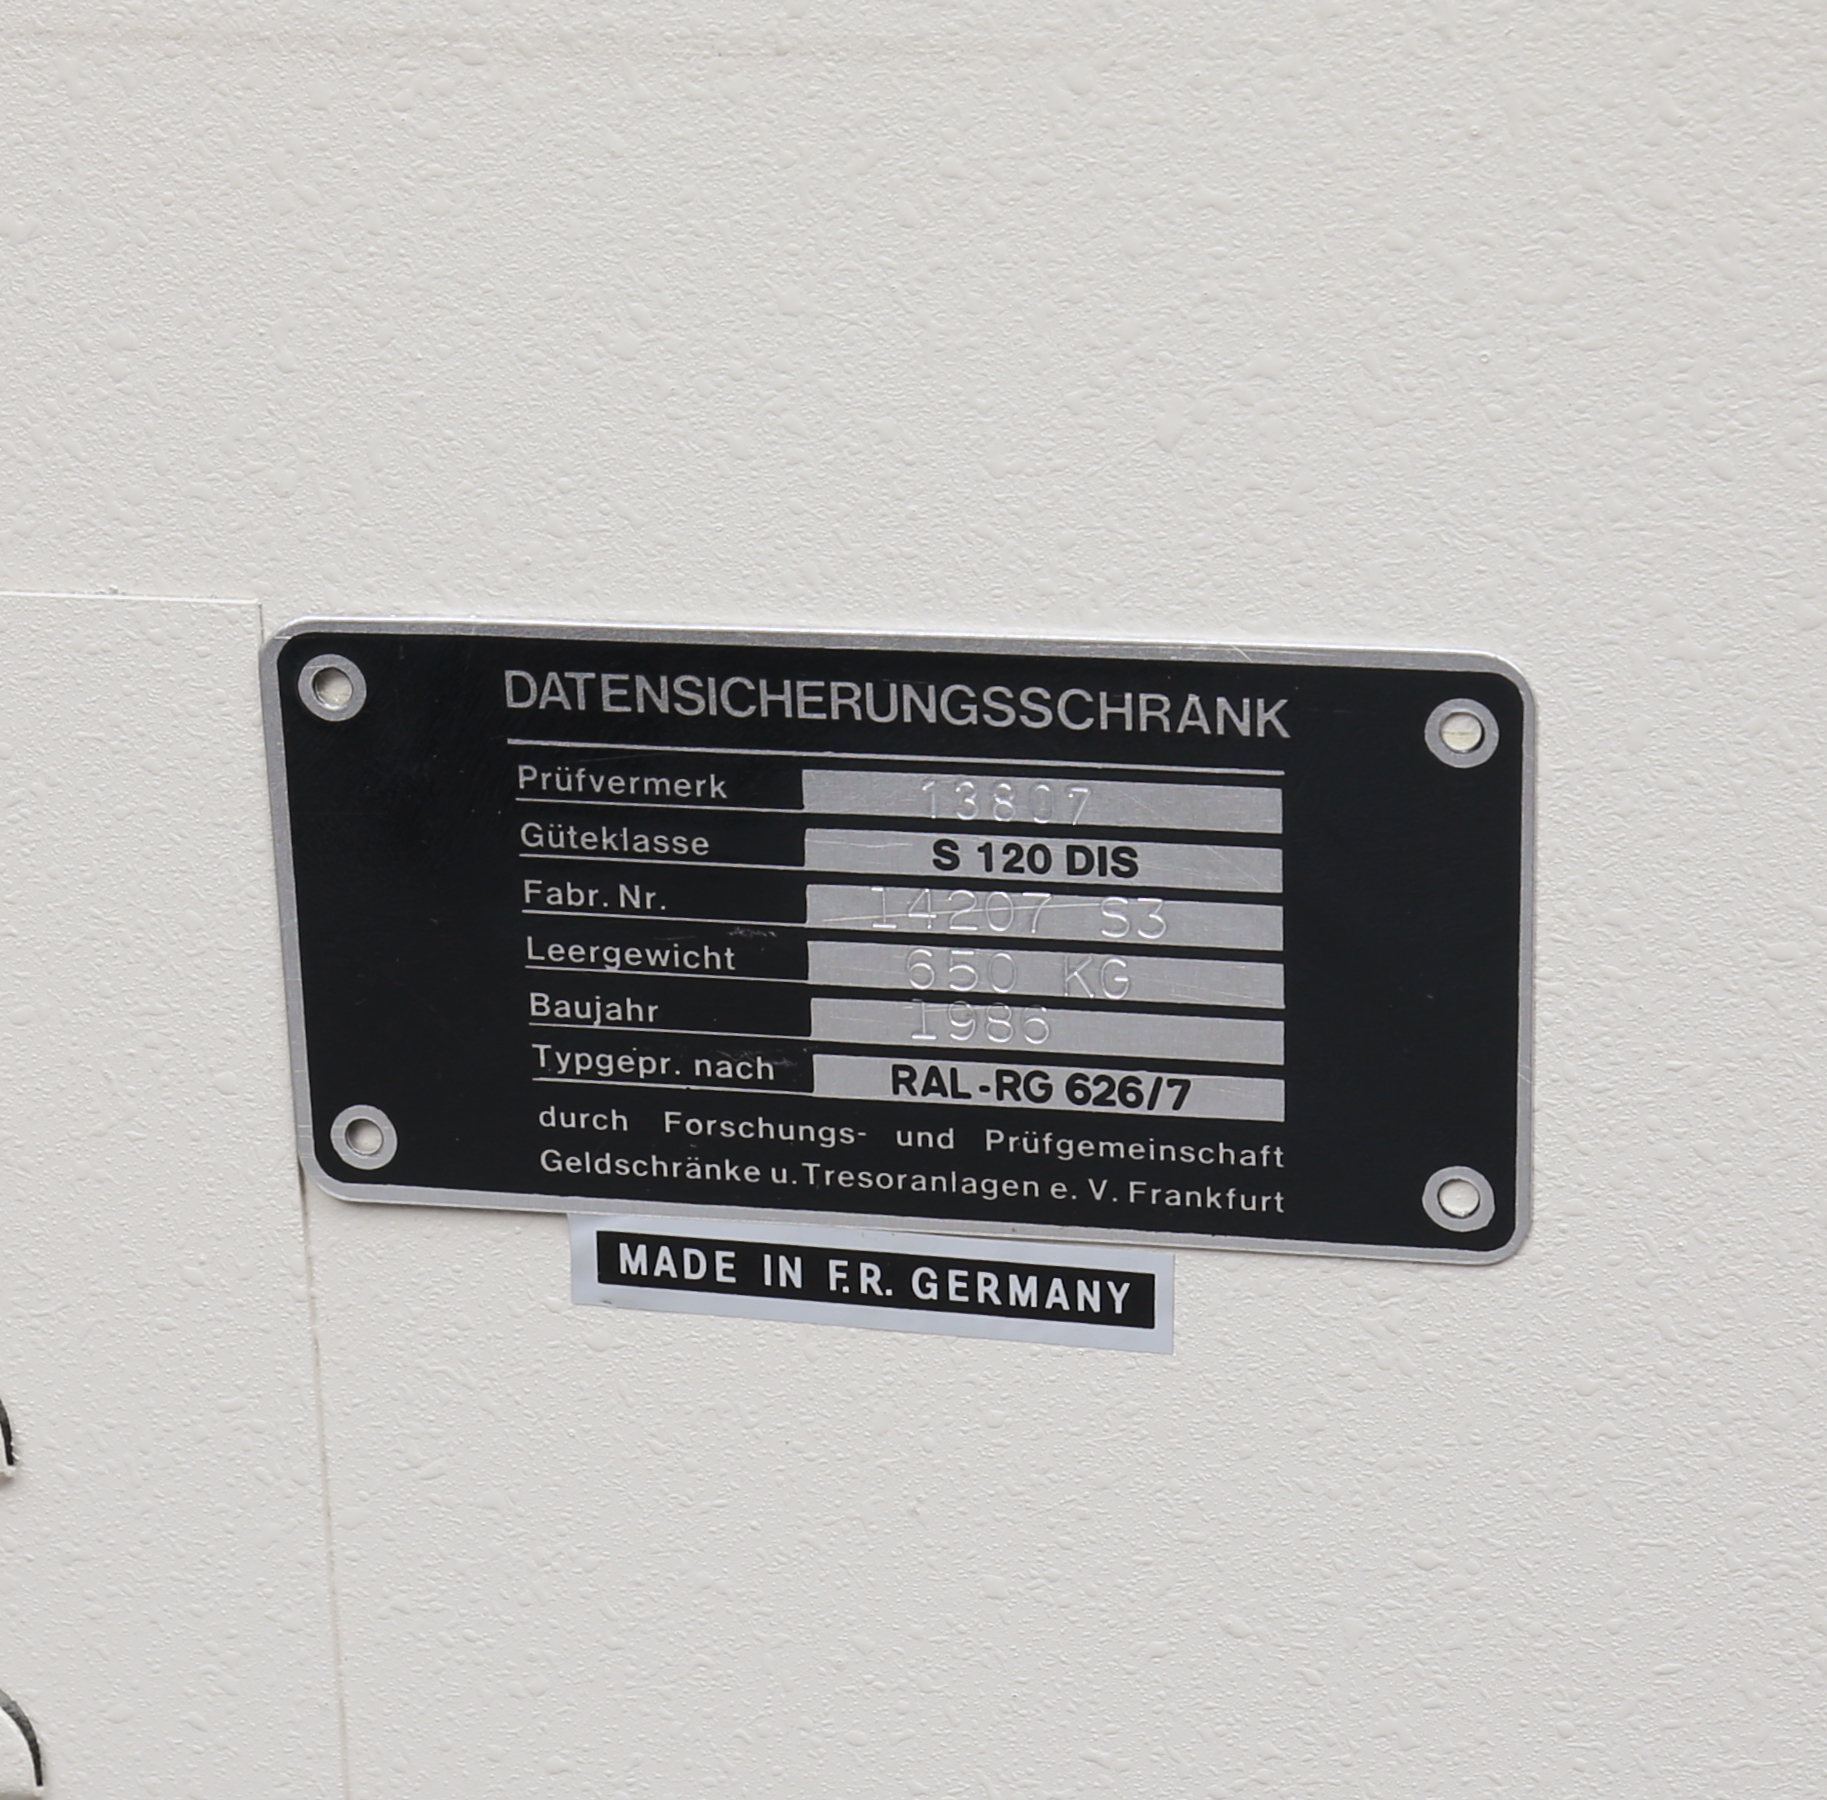 DATENSICHERUNGSSCHRANK
Prüfvermerk 13807
Güteklasse S 120 DIS
Fabr. Nr. 14207 S3
Leergewicht 650 KG
Baujahr 1986
Typgepr. nach RAL-RG 626/7
durch Forschungs- und Prüfgemeinschaft
Geldschränke u. Tresoranlagen e. V. Frankfurt
MADE IN F.R. GERMANY